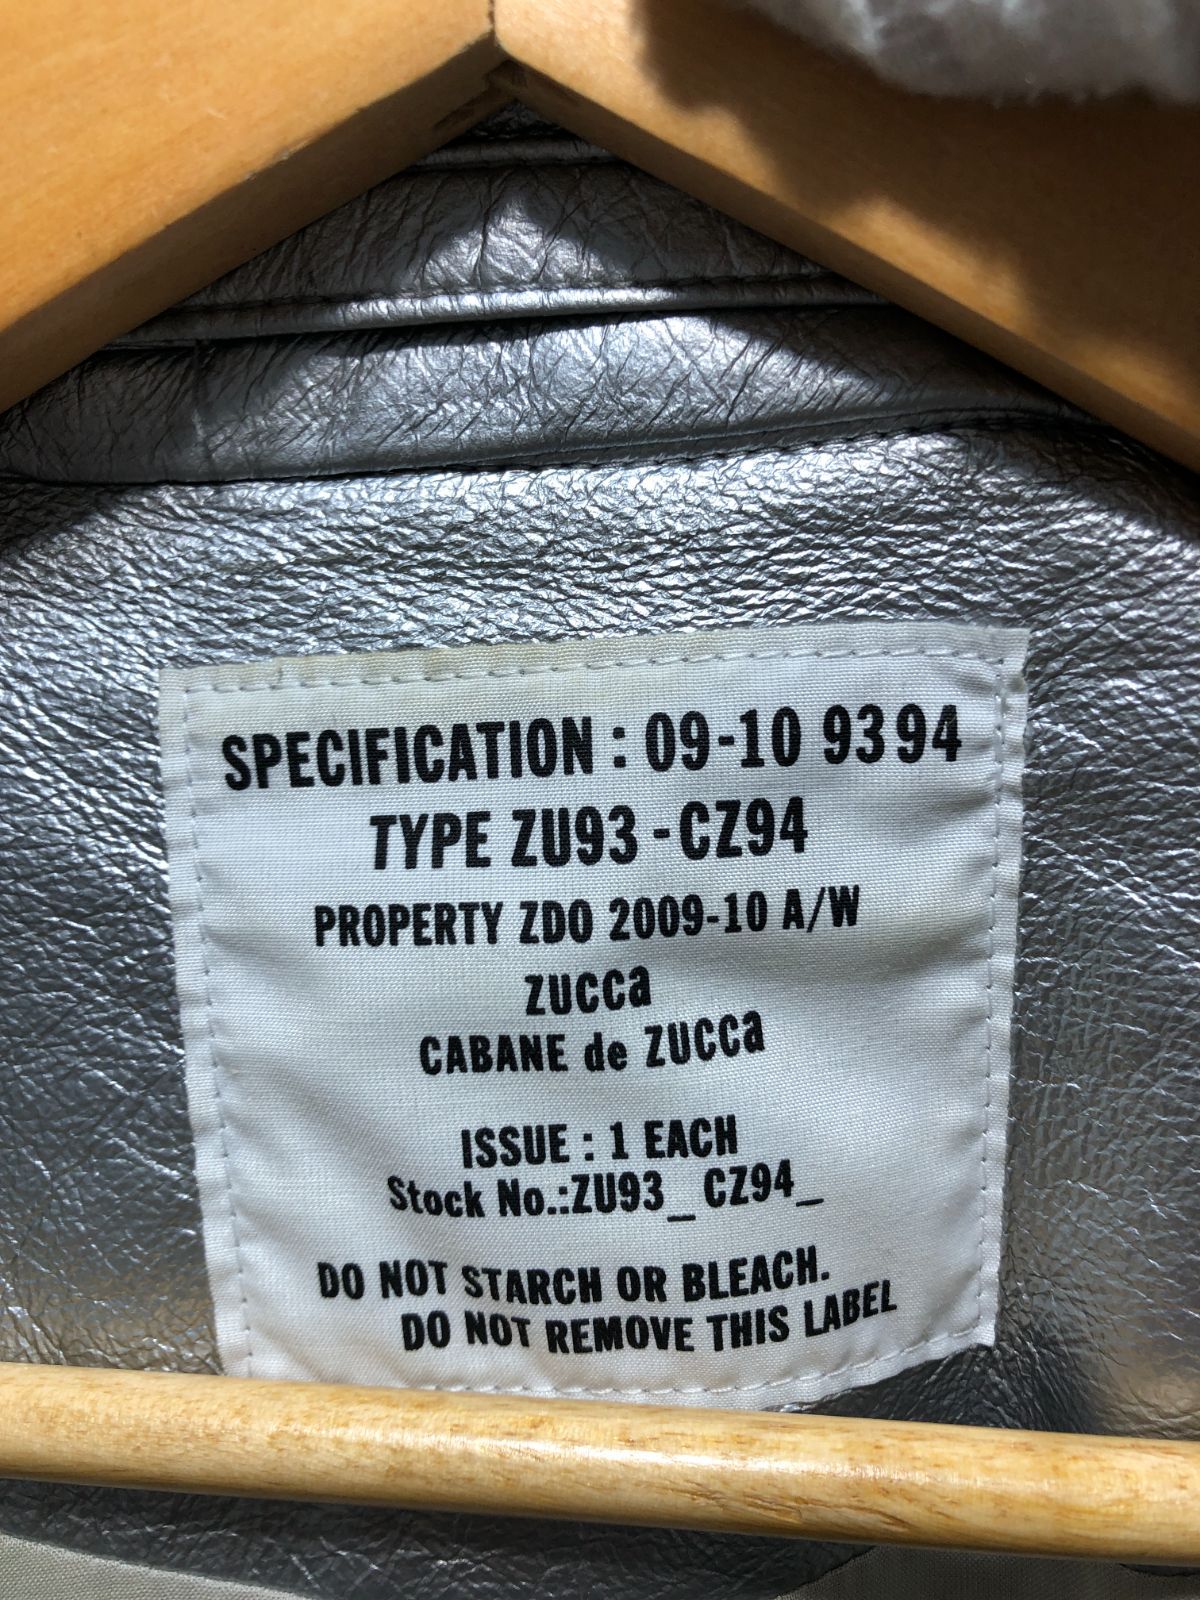 SPECIFICATION : 09-10 9394
TYPE ZU93-CZ94
PROPERTY ZDO 2009-10 A/W
ZUCCa
CABANE de ZUCCa
ISSUE : 1 EACH
Stock No.:ZU93_ CZ94_
DO NOT STARCH OR BLEACH.
DO NOT REMOVE THIS LABEL